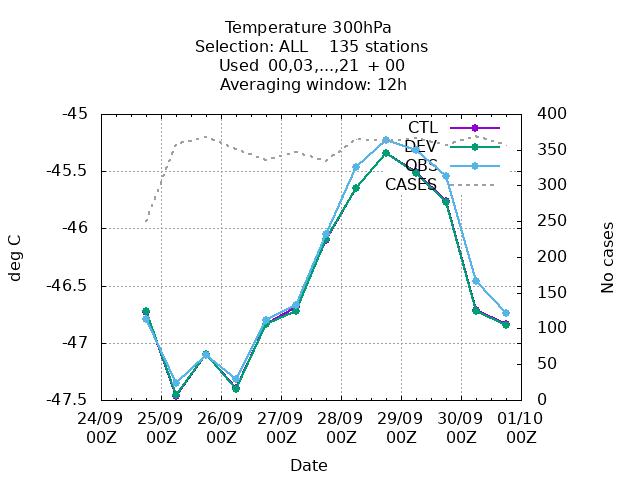 Temperature 300hPa
Selection: ALL 135 stations
Used 00,03,...,21 + 00
Averaging window: 12h
-45
-45.5
-46
-46.5
-47
-47.5
deg C
400
350
300
250
200
150
100
50
0
No cases
CTL
DEV
OBS
CASES
24/09 25/09 26/09 27/09 28/09 29/09 30/09 01/10
00Z 00Z 00Z 00Z 00Z 00Z 00Z 00Z
Date